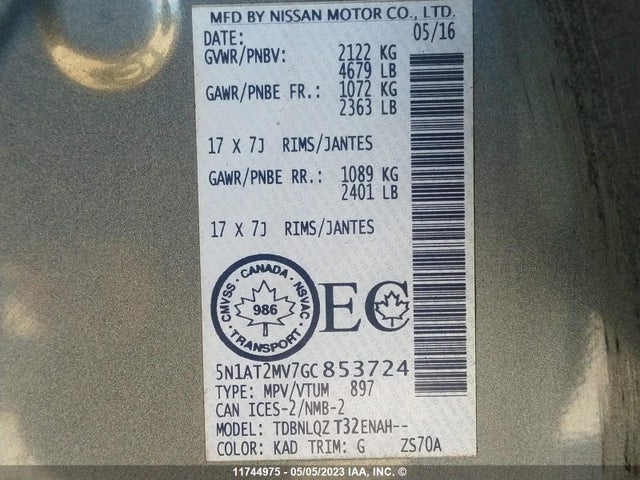 MFD BY NISSAN MOTOR CO., LTD.
DATE: 05/16
GVWR/PNBV: 2122 KG
4679 LB
GAWR/PNBE FR.: 1072 KG
2363 LB
17 X 7J RIMS/JANTES
GAWR/PNBE RR.: 1089 KG
2401 LB
17 X 7J RIMS/JANTES
CMVSS · CANADA · NSVAC · TRANSPORT ·
986
EC
5N1AT2MV7GC853724
TYPE: MPV/VTUM 897
CAN ICES-2/NMB-2
MODEL: TDBNLQZ T32ENAH--
COLOR: KAD TRIM: G ZS70A
11744975 - 05/05/2023 IAA, Inc.